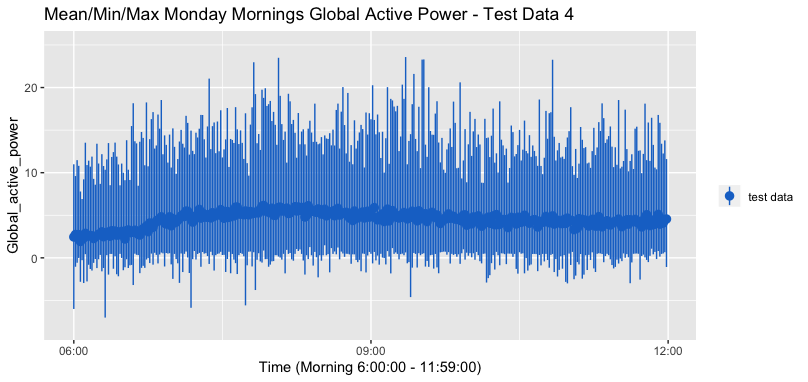 Mean/Min/Max Monday Mornings Global Active Power - Test Data 4
Global_active_power
20
10
0
06:00
09:00
12:00
Time (Morning 6:00:00 - 11:59:00)
test data